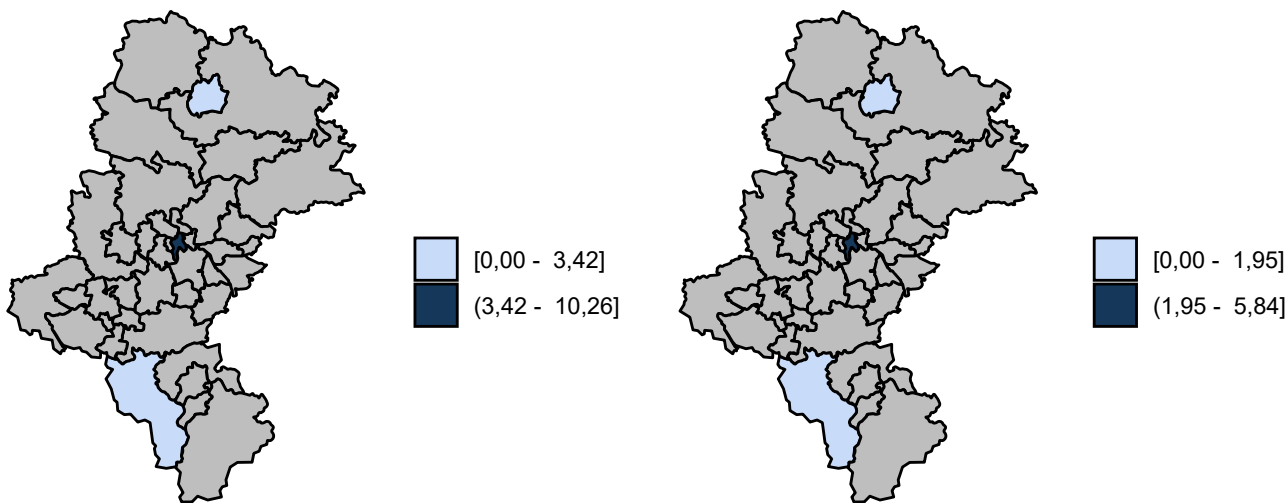 [0,00 - 3,42]
(3,42 - 10,26]
[0,00 - 1,95]
(1,95 - 5,84]